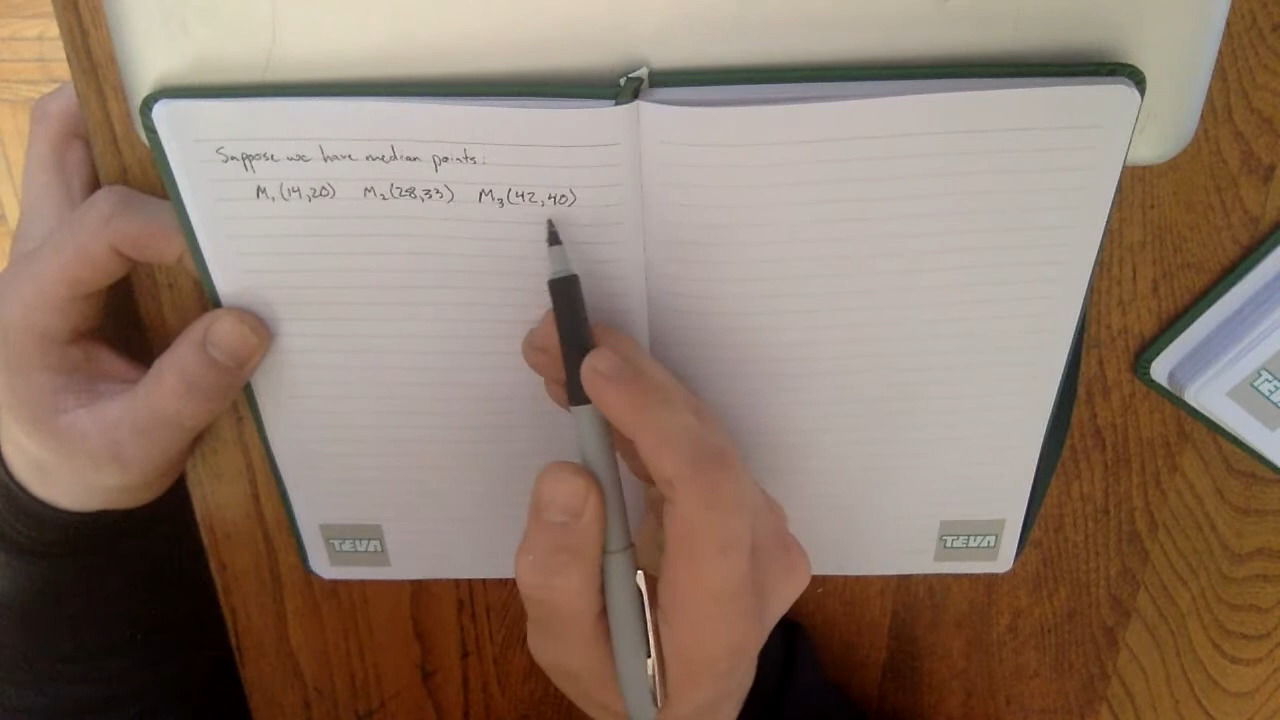 Suppose we have median points:
M₁(14,20) M₂(28,33) M₃(42,40)
TEVA
TEVA